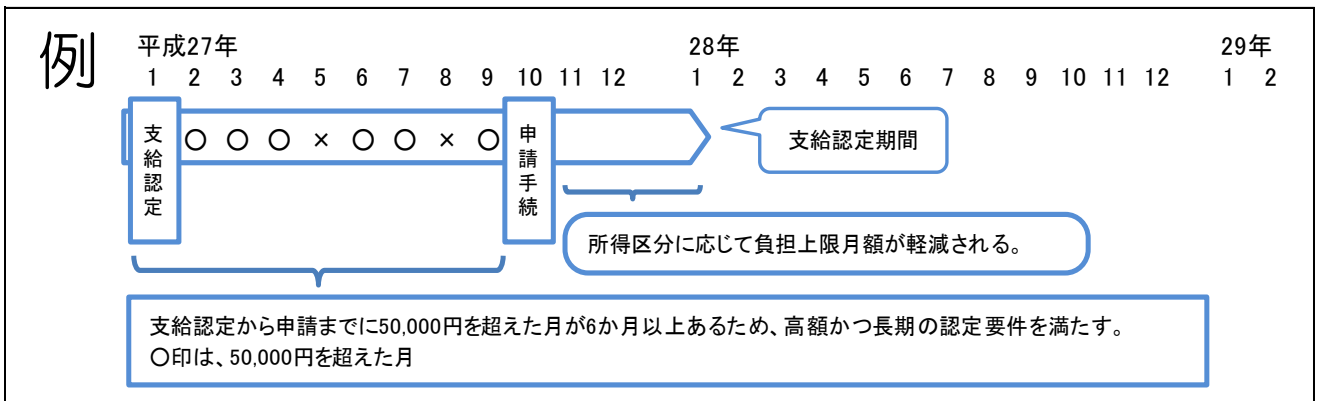 例
平成27年 28年 29年
1 2 3 4 5 6 7 8 9 10 11 12 1 2 3 4 5 6 7 8 9 10 11 12 1 2
支給認定
○ ○ ○ × ○ ○ × ○
申請手続
支給認定期間
所得区分に応じて負担上限月額が軽減される。
支給認定から申請までに50,000円を超えた月が6か月以上あるため、高額かつ長期の認定要件を満たす。
○印は、50,000円を超えた月